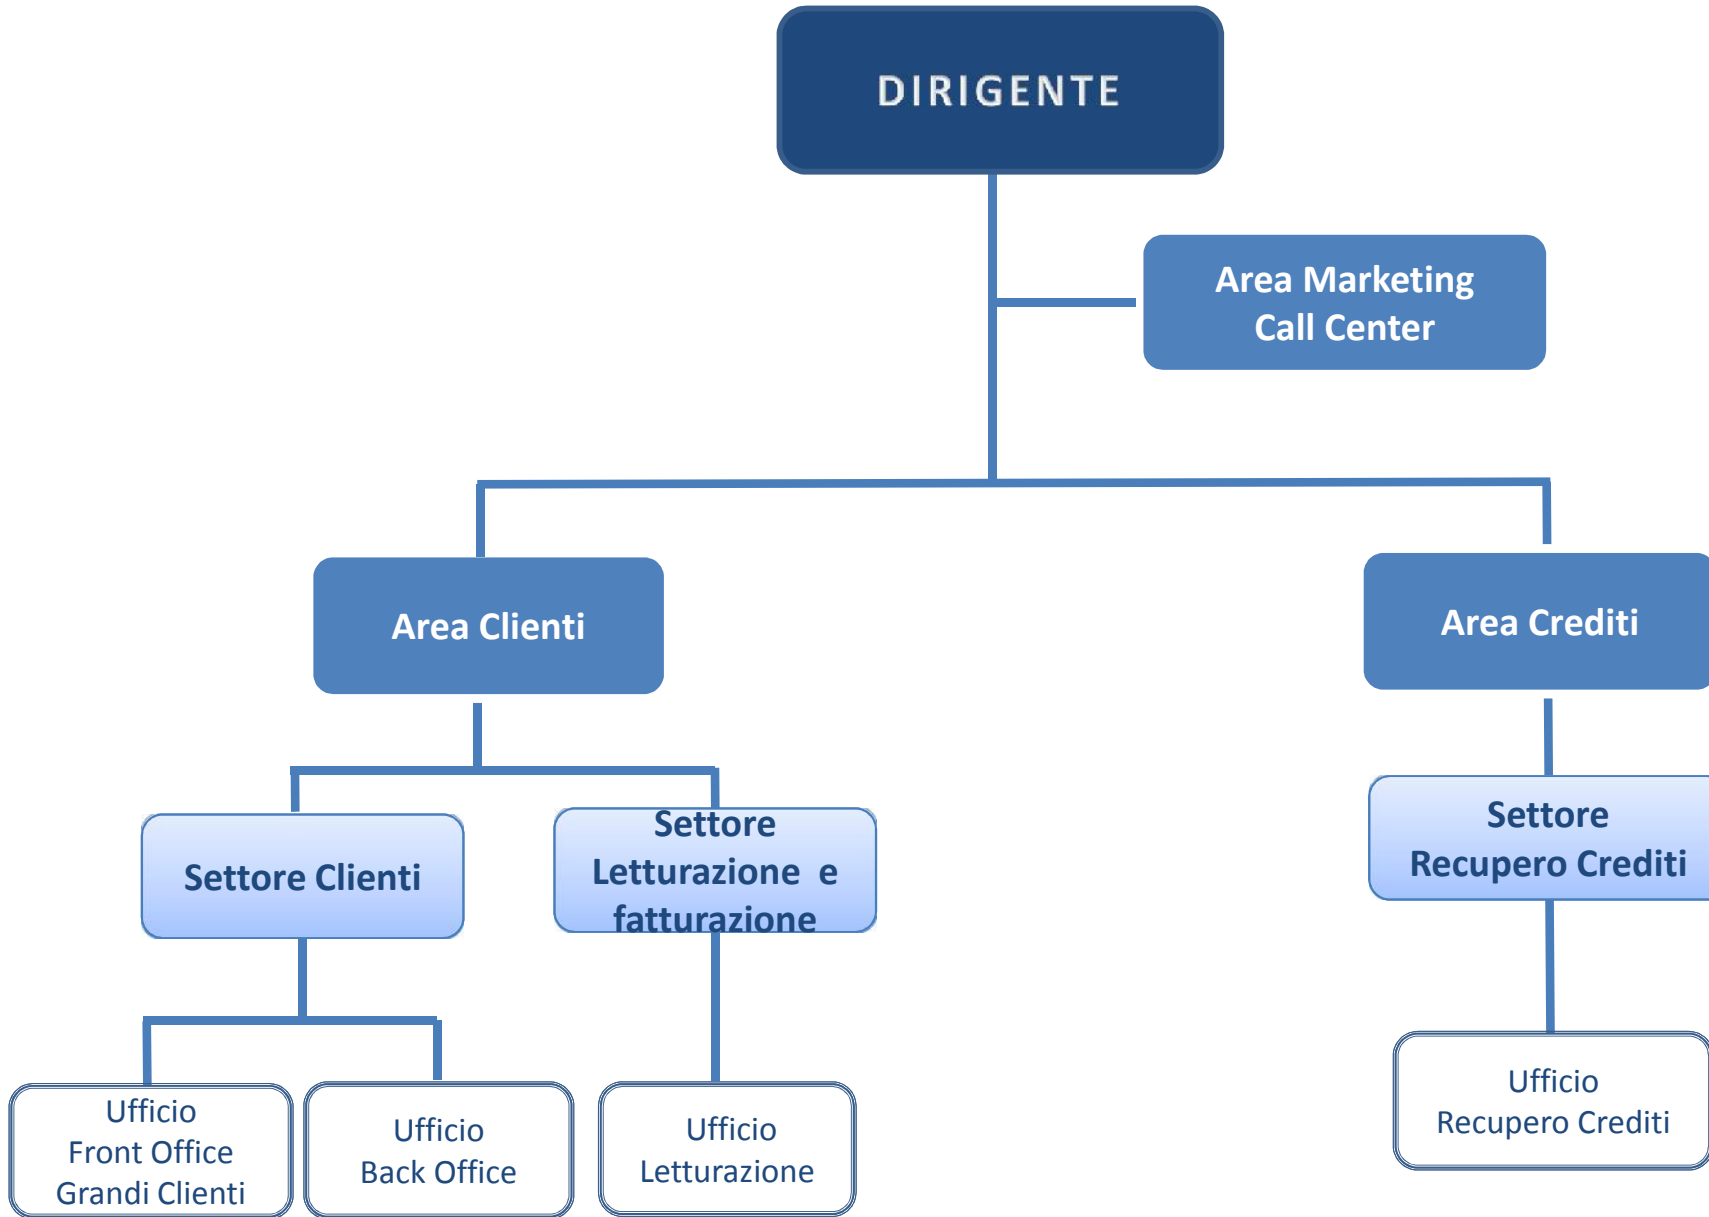 DIRIGENTE
Area Marketing
Call Center
Area Clienti
Area Crediti
Settore Clienti
Settore
Letturazione e
fatturazione
Settore
Recupero Crediti
Ufficio
Front Office
Grandi Clienti
Ufficio
Back Office
Ufficio
Letturazione
Ufficio
Recupero Crediti